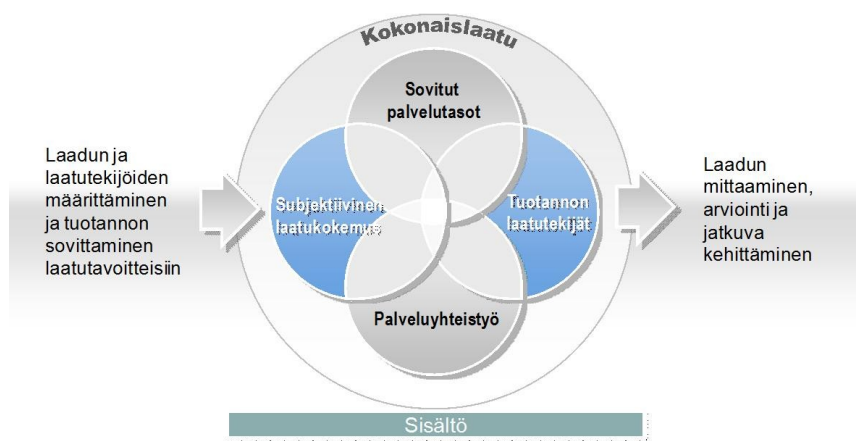 Kokonaislaatu
Sovitut
palvelutasot
Laadun ja
laatutekijöiden
määrittäminen
ja tuotannon
sovittaminen
laatutavoitteisiin
Subjektiivinen
laatukokemus
Tuotannon
laatutekijät
Laadun
mittaaminen,
arviointi ja
jatkuva
kehittäminen
Palveluyhteistyö
Sisältö